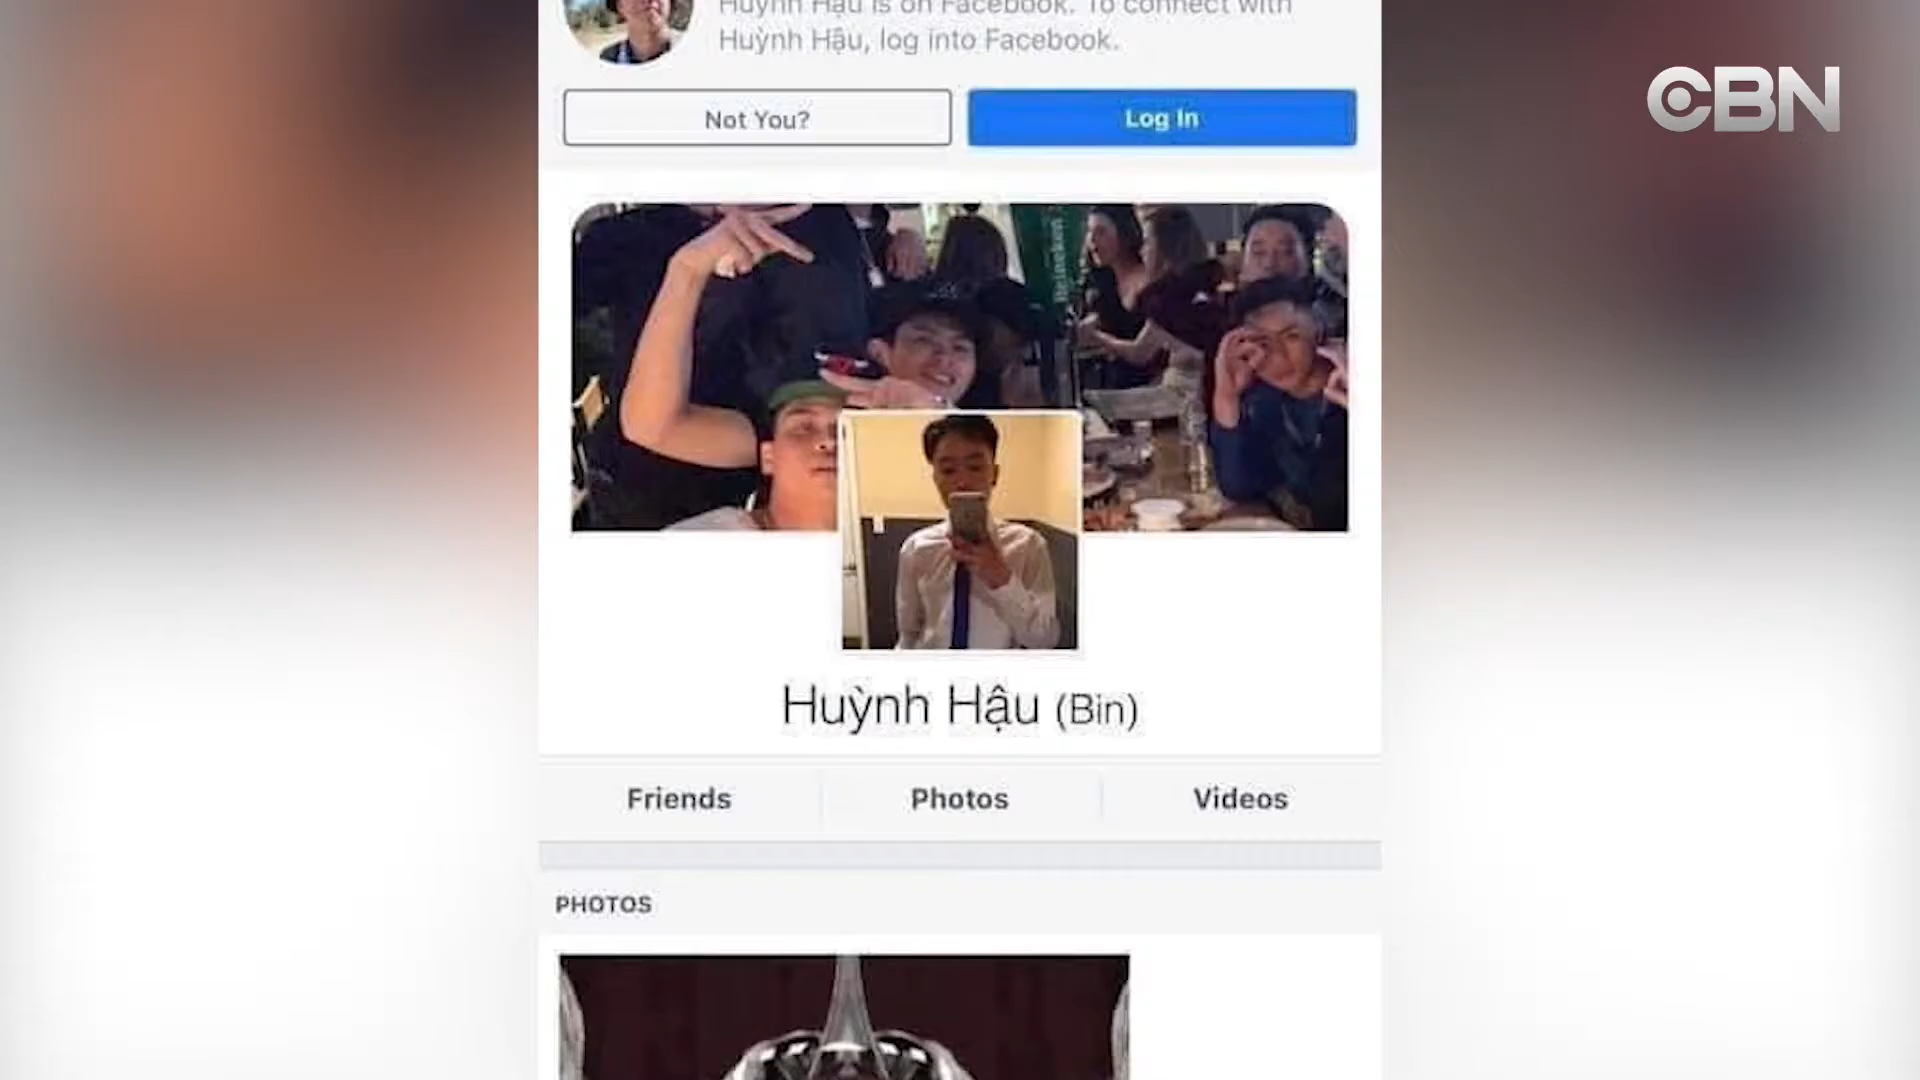 Huỳnh Hậu is on Facebook. To connect with
Huỳnh Hậu, log into Facebook.
Not You?
Log In
CBN
Heineken
Huỳnh Hậu (Bin)
Friends
Photos
Videos
PHOTOS